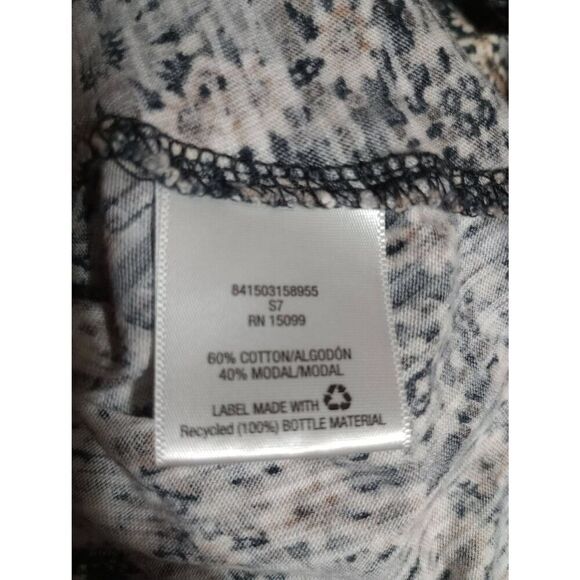 841503158955
S7
RN 15099
60% COTTON/ALGODÓN
40% MODAL/MODAL
LABEL MADE WITH
Recycled (100%) BOTTLE MATERIAL